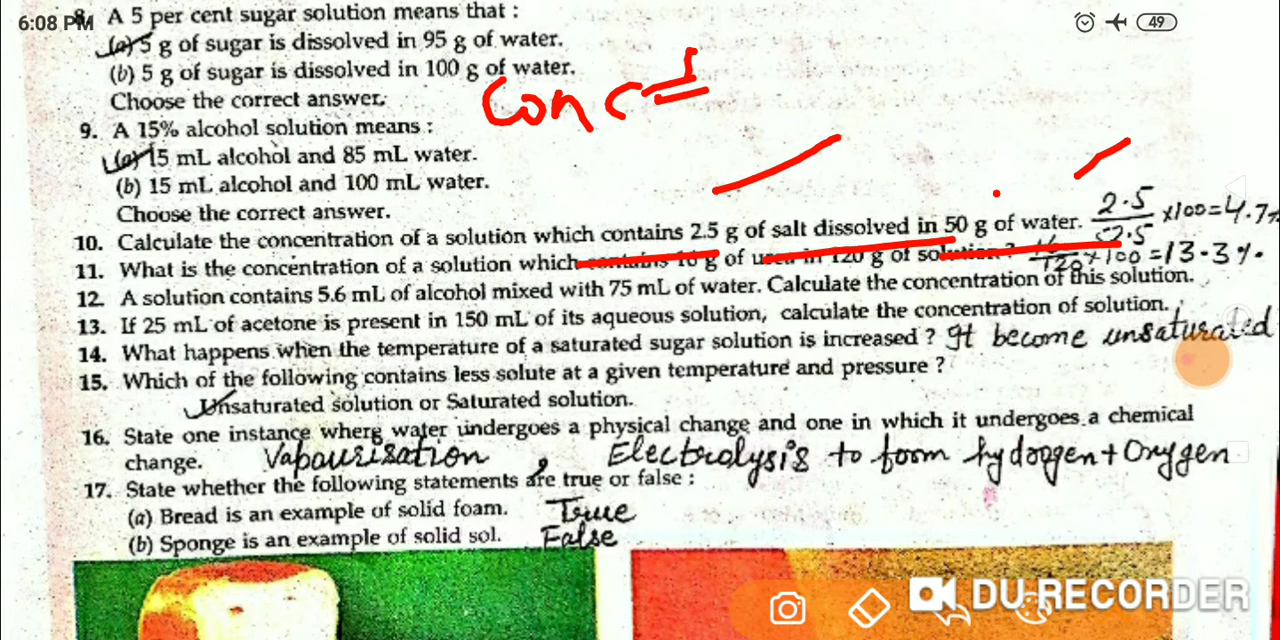 6:08 PM
49
8. A 5 per cent sugar solution means that :
(a) 5 g of sugar is dissolved in 95 g of water.
(b) 5 g of sugar is dissolved in 100 g of water.
Choose the correct answer.
Conc
9. A 15% alcohol solution means :
(a) 15 mL alcohol and 85 mL water.
(b) 15 mL alcohol and 100 mL water.
Choose the correct answer.
10. Calculate the concentration of a solution which contains 2.5 g of salt dissolved in 50 g of water. 2.5/52.5 ×100=4.7%
11. What is the concentration of a solution which contains 16 g of urea in 120 g of solution ? 16/120×100=13.3%
12. A solution contains 5.6 mL of alcohol mixed with 75 mL of water. Calculate the concentration of this solution.
13. If 25 mL of acetone is present in 150 mL of its aqueous solution, calculate the concentration of solution.
14. What happens when the temperature of a saturated sugar solution is increased ? It become unsaturated
15. Which of the following contains less solute at a given temperature and pressure ?
Unsaturated solution or Saturated solution.
16. State one instance where water undergoes a physical change and one in which it undergoes a chemical
change. Vapourisation Electrolysis to form hydrogen + Oxygen
17. State whether the following statements are true or false :
(a) Bread is an example of solid foam. True
(b) Sponge is an example of solid sol. False
DU RECORDER